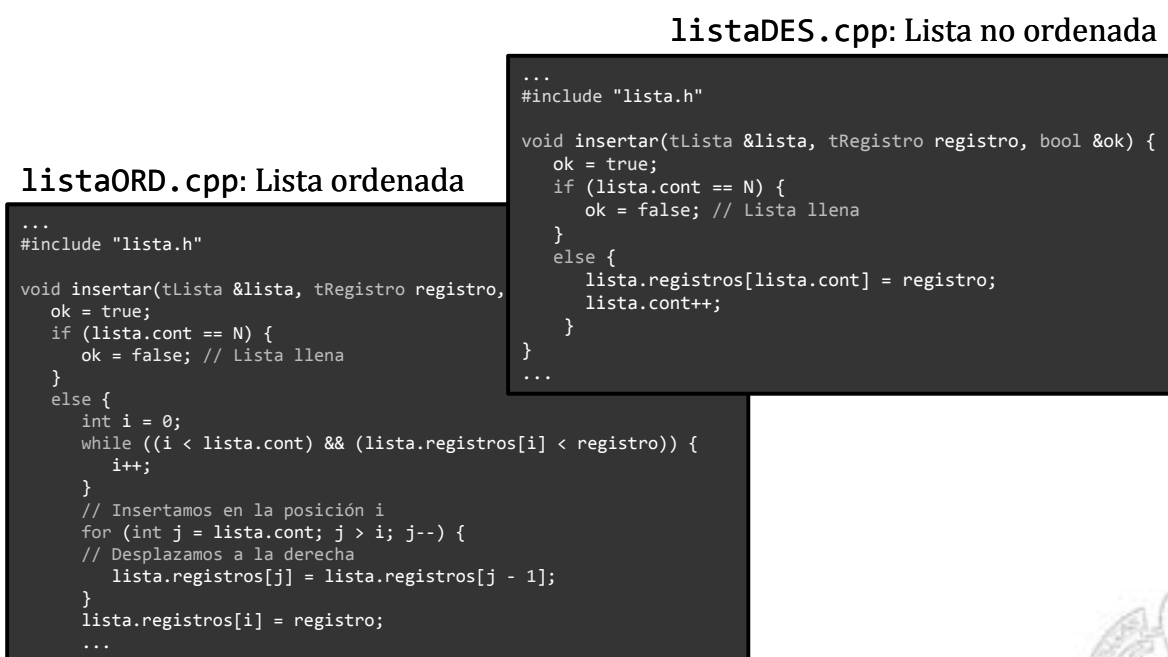 listaDES.cpp: Lista no ordenada
...
#include "lista.h"
void insertar(tLista &lista, tRegistro registro, bool &ok) {
   ok = true;
   if (lista.cont == N) {
      ok = false; // Lista llena
   }
   else {
      lista.registros[lista.cont] = registro;
      lista.cont++;
    }
}
...
listaORD.cpp: Lista ordenada
...
#include "lista.h"
void insertar(tLista &lista, tRegistro registro,
   ok = true;
   if (lista.cont == N) {
      ok = false; // Lista llena
   }
   else {
      int i = 0;
      while ((i < lista.cont) && (lista.registros[i] < registro)) {
         i++;
      }
      // Insertamos en la posición i
      for (int j = lista.cont; j > i; j--) {
      // Desplazamos a la derecha
         lista.registros[j] = lista.registros[j - 1];
      }
      lista.registros[i] = registro;
      ...